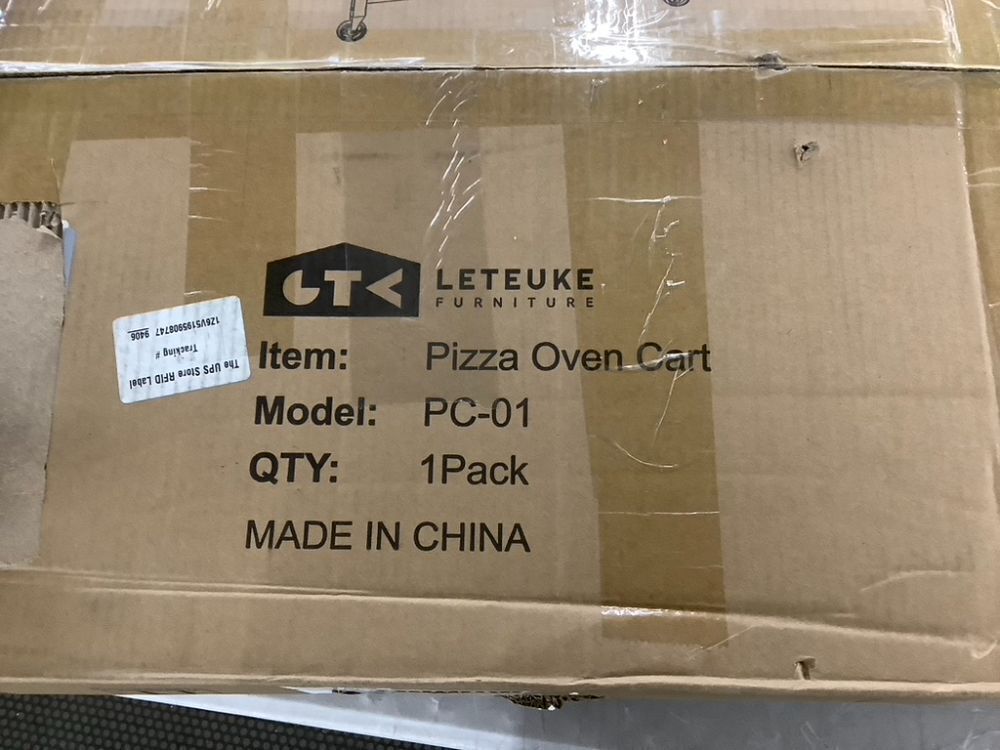 LTK LETEUKE
FURNITURE
Item: Pizza Oven Cart
Model: PC-01
QTY: 1Pack
MADE IN CHINA
The UPS Store RFID Label
Tracking #
1Z6V5195908747 9406